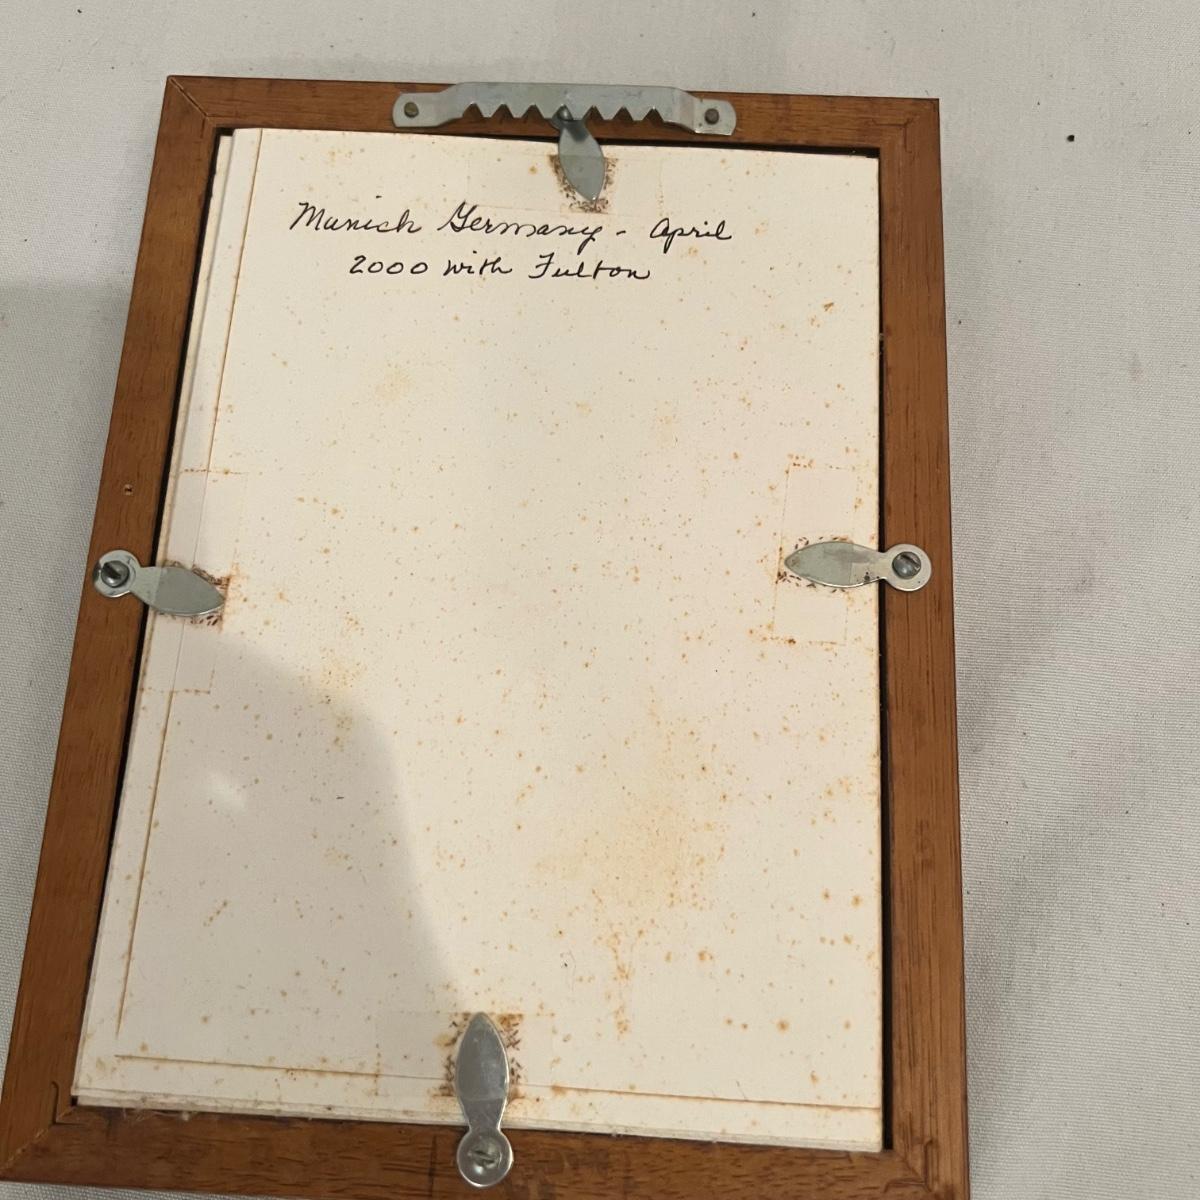 Munich Germany - April
2000 with Fulton